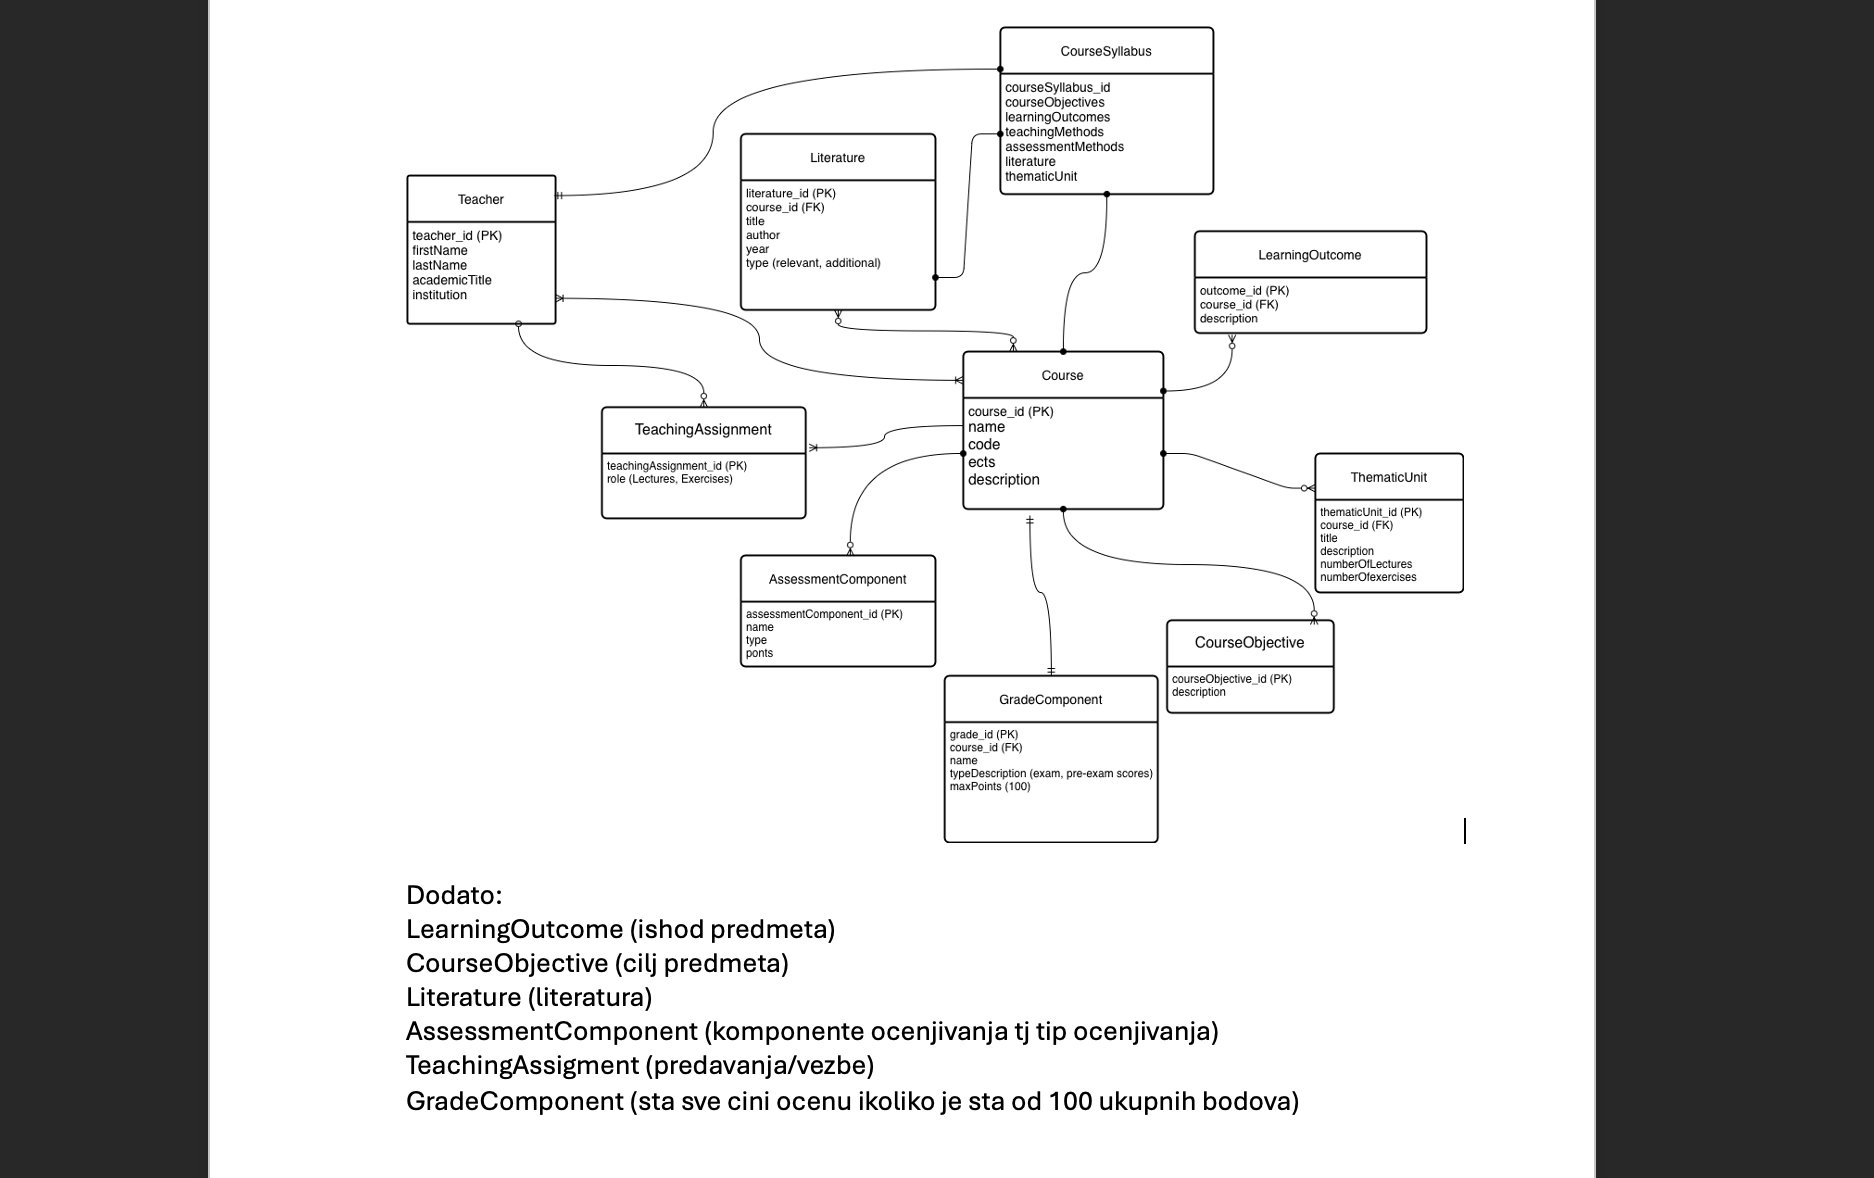 CourseSyllabus
courseSyllabus_id
courseObjectives
learningOutcomes
teachingMethods
assessmentMethods
literature
thematicUnit
Literature
literature_id (PK)
course_id (FK)
title
author
year
type (relevant, additional)
Teacher
teacher_id (PK)
firstName
lastName
academicTitle
institution
LearningOutcome
outcome_id (PK)
course_id (FK)
description
Course
course_id (PK)
name
code
ects
description
TeachingAssignment
teachingAssignment_id (PK)
role (Lectures, Exercises)
ThematicUnit
thematicUnit_id (PK)
course_id (FK)
title
description
numberOfLectures
numberOfexercises
AssessmentComponent
assessmentComponent_id (PK)
name
type
ponts
CourseObjective
courseObjective_id (PK)
description
GradeComponent
grade_id (PK)
course_id (FK)
name
typeDescription (exam, pre-exam scores)
maxPoints (100)
Dodato:
LearningOutcome (ishod predmeta)
CourseObjective (cilj predmeta)
Literature (literatura)
AssessmentComponent (komponente ocenjivanja tj tip ocenjivanja)
TeachingAssigment (predavanja/vezbe)
GradeComponent (sta sve cini ocenu ikoliko je sta od 100 ukupnih bodova)